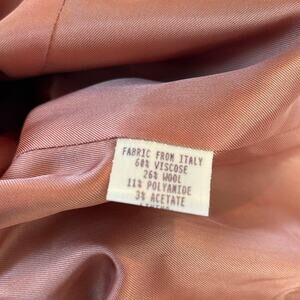 FABRIC FROM ITALY
60% VISCOSE
26% WOOL
11% POLYAMIDE
3% ACETATE